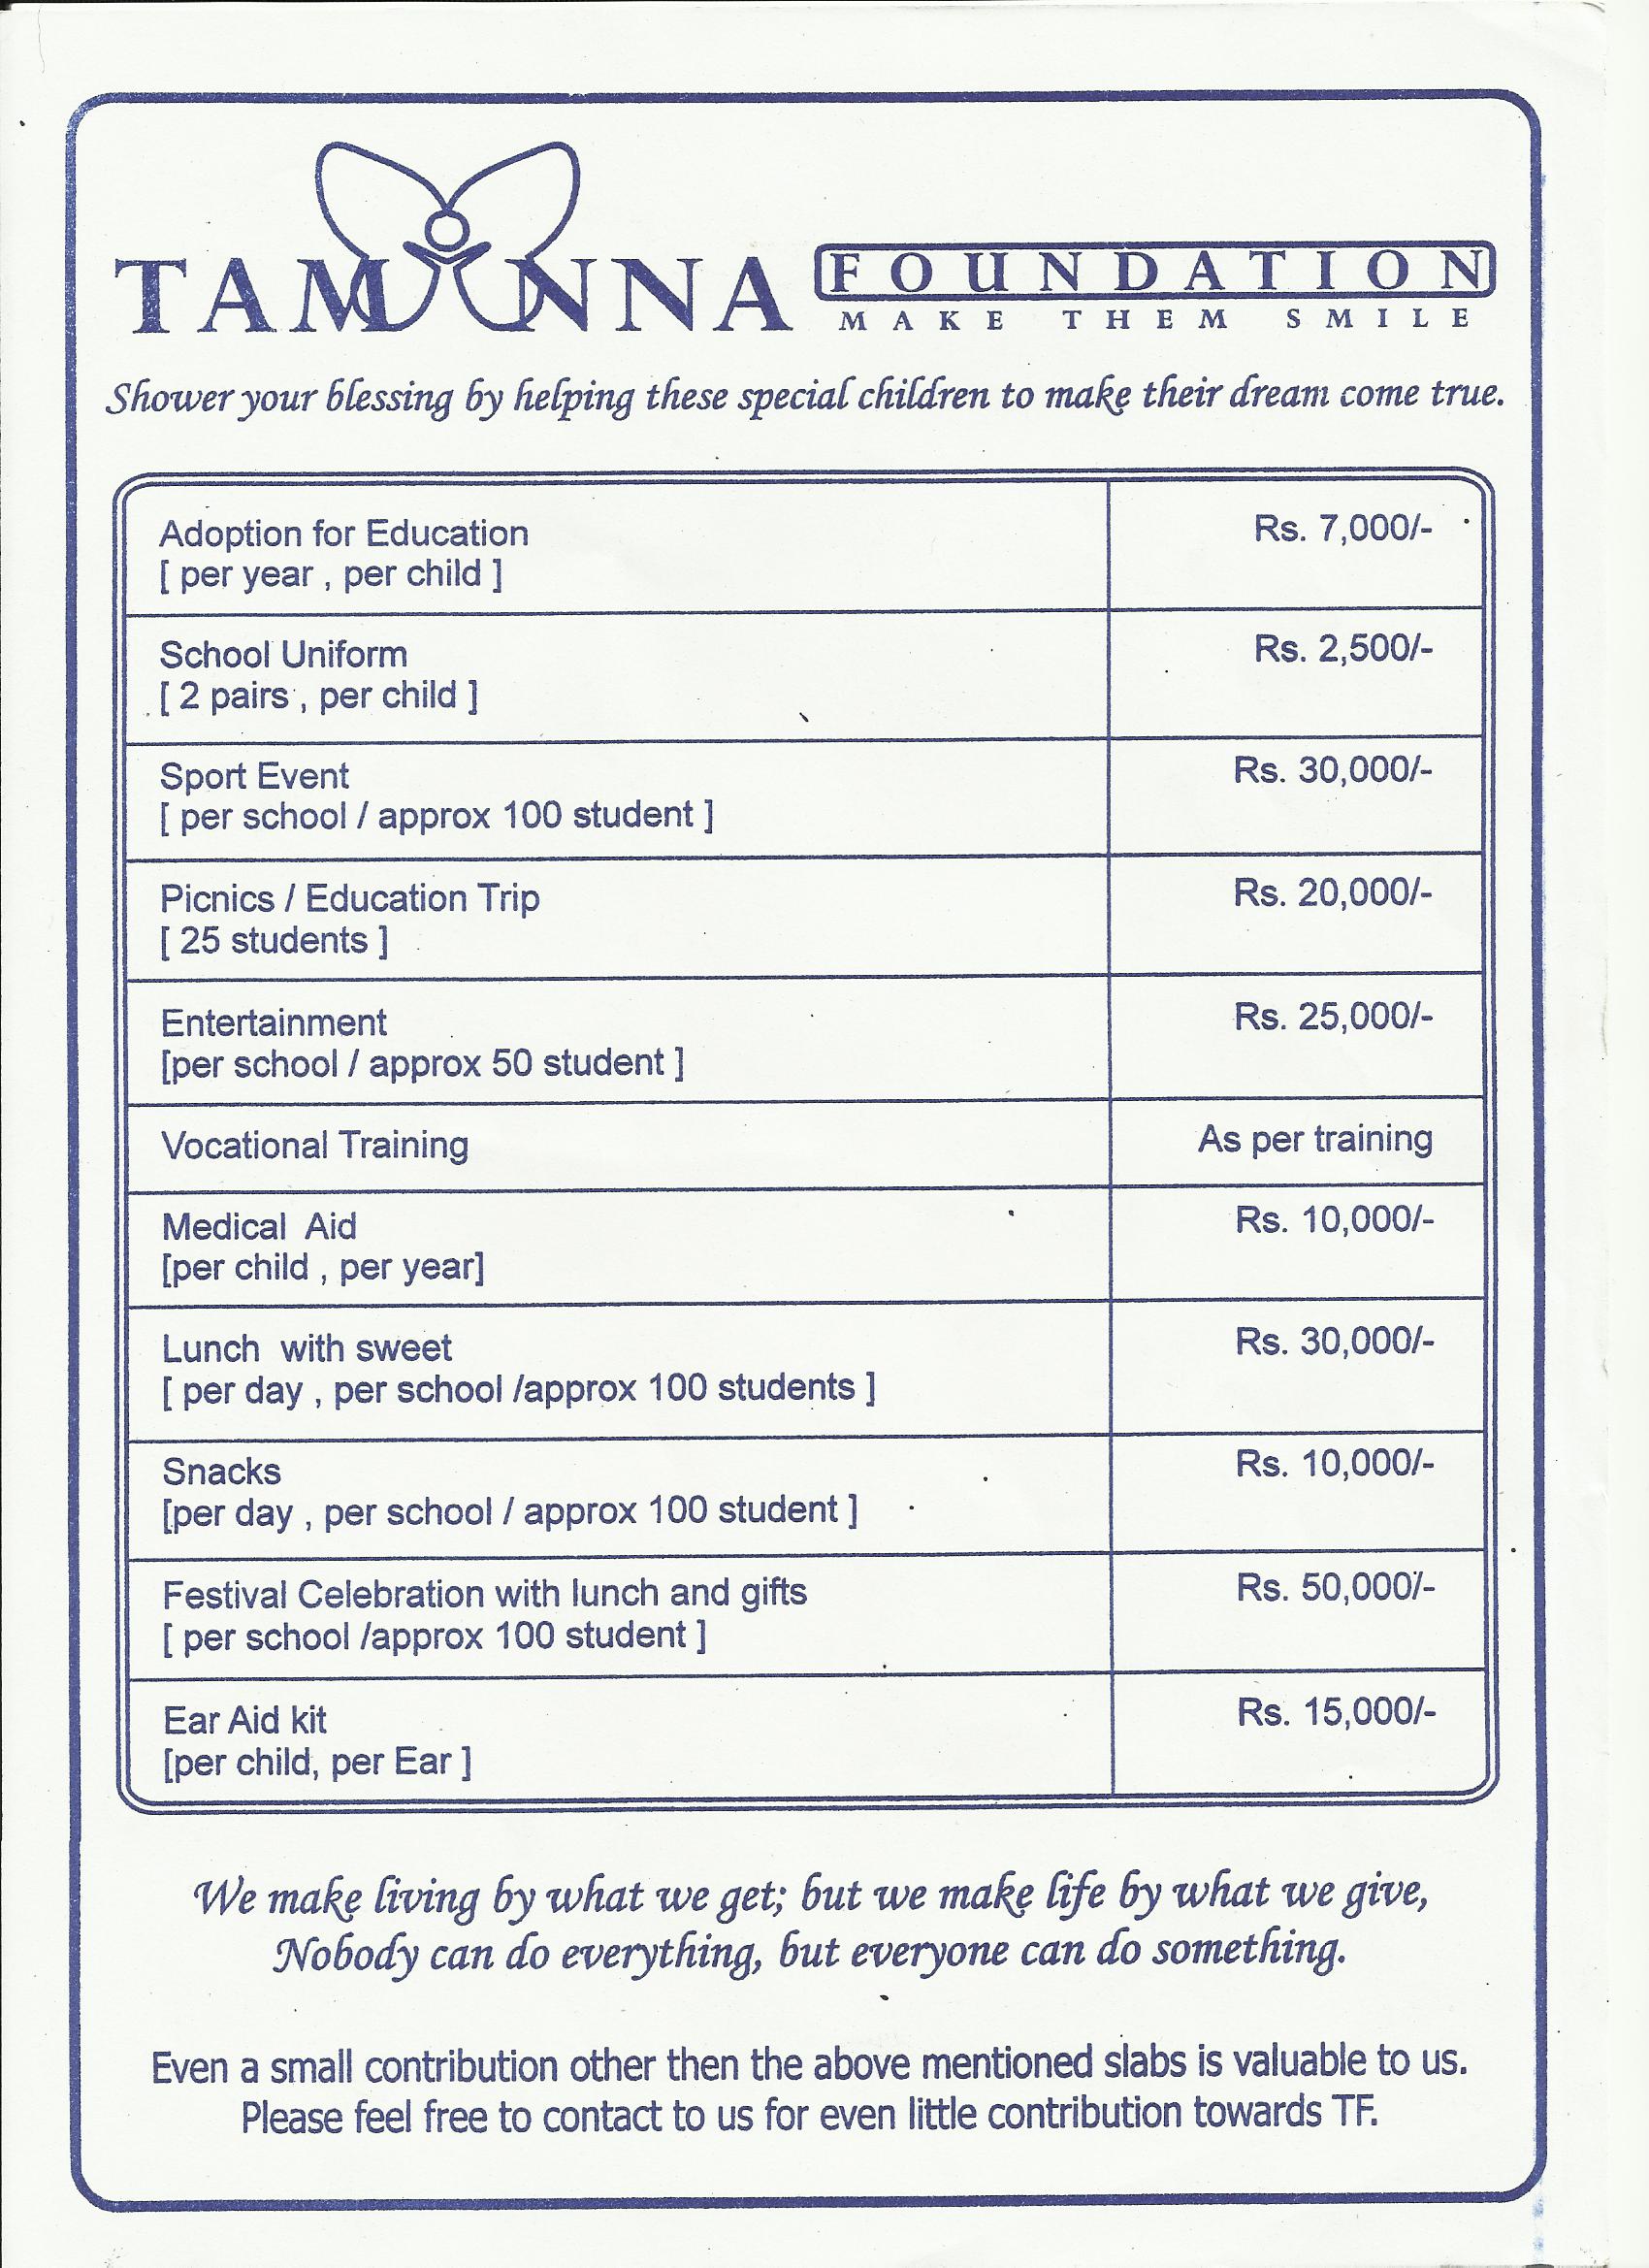 TAMANNA FOUNDATION
MAKE THEM SMILE
Shower your blessing by helping these special children to make their dream come true.
Adoption for Education Rs. 7,000/-
[ per year , per child ]
School Uniform Rs. 2,500/-
[ 2 pairs , per child ]
Sport Event Rs. 30,000/-
[ per school / approx 100 student ]
Picnics / Education Trip Rs. 20,000/-
[ 25 students ]
Entertainment Rs. 25,000/-
[per school / approx 50 student ]
Vocational Training As per training
Medical Aid Rs. 10,000/-
[per child , per year]
Lunch with sweet Rs. 30,000/-
[ per day , per school /approx 100 students ]
Snacks Rs. 10,000/-
[per day , per school / approx 100 student ]
Festival Celebration with lunch and gifts Rs. 50,000/-
[ per school /approx 100 student ]
Ear Aid kit Rs. 15,000/-
[per child, per Ear ]
We make living by what we get; but we make life by what we give,
Nobody can do everything, but everyone can do something.
Even a small contribution other then the above mentioned slabs is valuable to us.
Please feel free to contact to us for even little contribution towards TF.